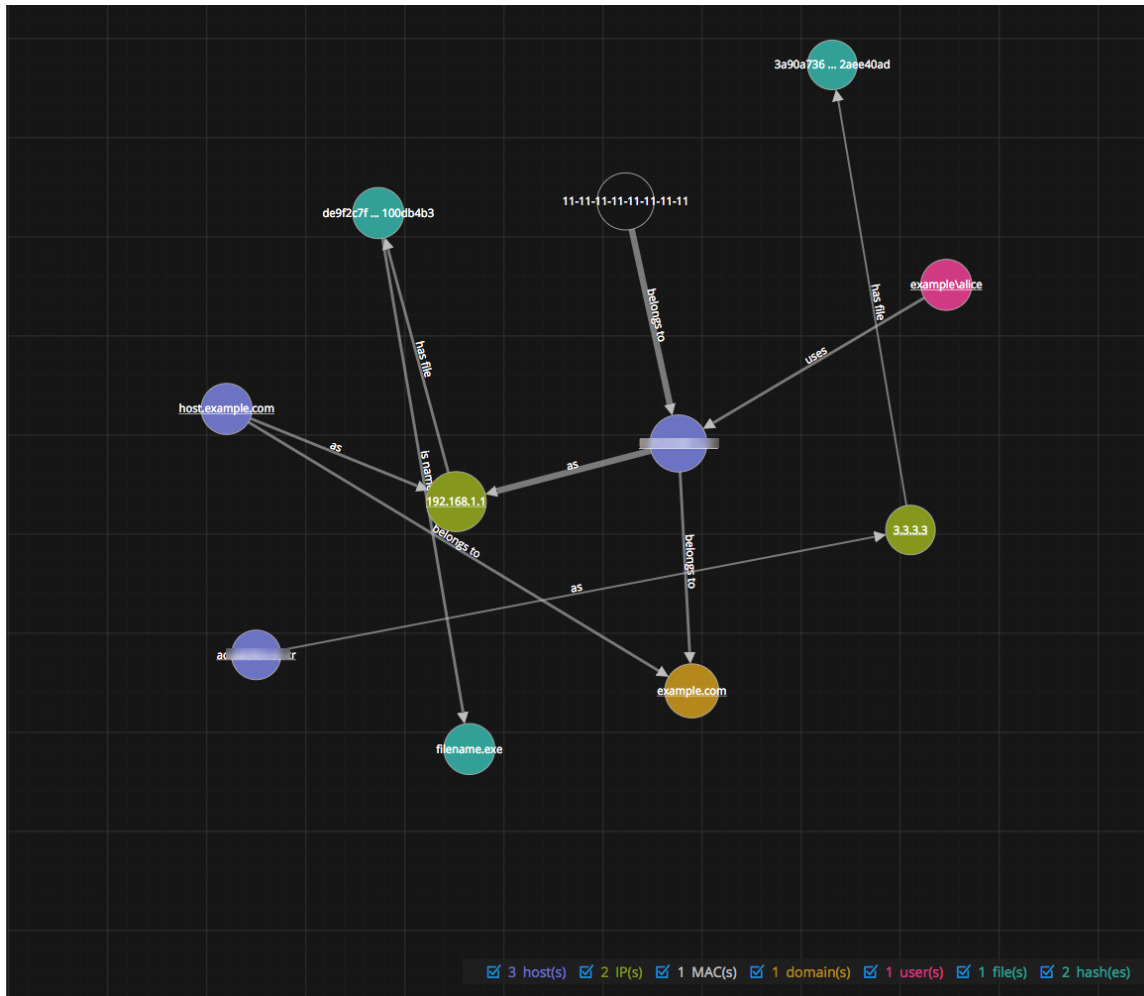 3a90a736 ... 2aee40ad
11-11-11-11-11-11-11-11
de9f2c7f ... 100db4b3
example\alice
has file
belongs to
has file
uses
host.example.com
as
as
192.168.1.1
3.3.3.3
belongs to
belongs to
as
example.com
filename.exe
3 host(s) 2 IP(s) 1 MAC(s) 1 domain(s) 1 user(s) 1 file(s) 2 hash(es)